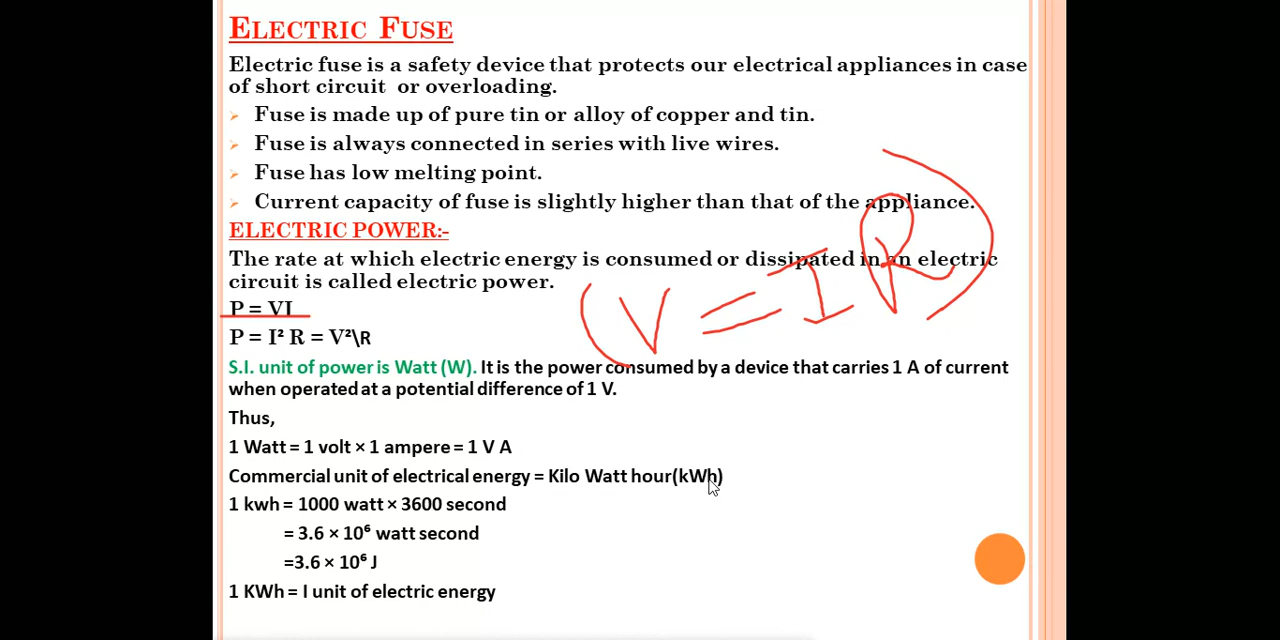 ELECTRIC FUSE
Electric fuse is a safety device that protects our electrical appliances in case
of short circuit or overloading.
Fuse is made up of pure tin or alloy of copper and tin.
Fuse is always connected in series with live wires.
Fuse has low melting point.
Current capacity of fuse is slightly higher than that of the appliance.
ELECTRIC POWER:-
The rate at which electric energy is consumed or dissipated in an electric
circuit is called electric power.
(V = IR)
P = VI
P = I² R = V²\R
S.I. unit of power is Watt (W). It is the power consumed by a device that carries 1 A of current
when operated at a potential difference of 1 V.
Thus,
1 Watt = 1 volt × 1 ampere = 1 V A
Commercial unit of electrical energy = Kilo Watt hour(kWh)
1 kwh = 1000 watt × 3600 second
= 3.6 × 10⁶ watt second
=3.6 × 10⁶ J
1 KWh = I unit of electric energy